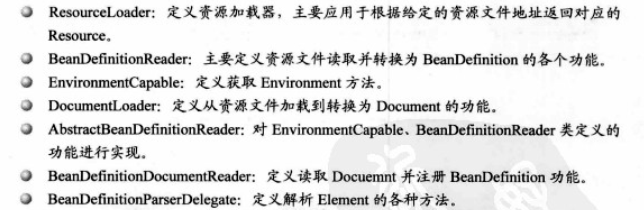 ResourceLoader：定义资源加载器，主要应用于根据给定的资源文件地址返回对应的
Resource。
BeanDefinitionReader：主要定义资源文件读取并转换为 BeanDefinition 的各个功能。
EnvironmentCapable：定义获取 Environment 方法。
DocumentLoader：定义从资源文件加载到转换为 Document 的功能。
AbstractBeanDefinitionReader：对 EnvironmentCapable、BeanDefinitionReader 类定义的
功能进行实现。
BeanDefinitionDocumentReader：定义读取 Docuemnt 并注册 BeanDefinition 功能。
BeanDefinitionParserDelegate：定义解析 Element 的各种方法。